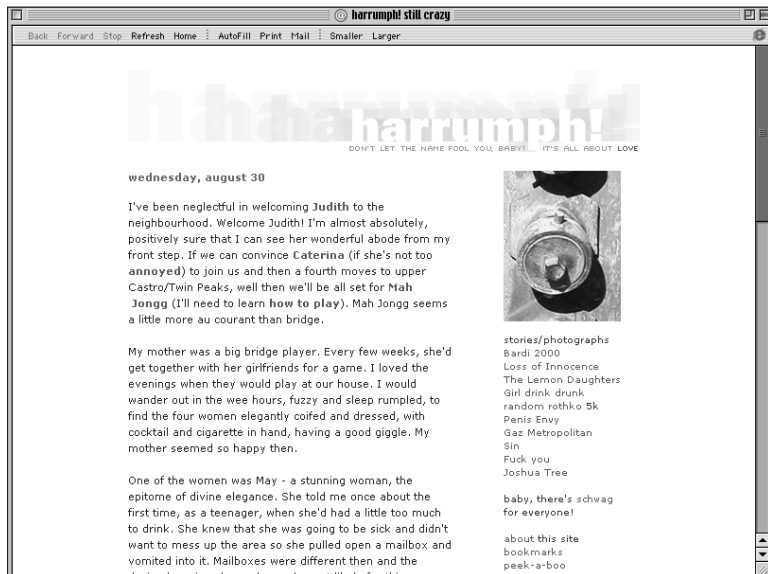 harrumph! still crazy
Back Forward Stop Refresh Home AutoFill Print Mail Smaller Larger
harrumph!
DON'T LET THE NAME FOOL YOU, BABY! IT'S ALL ABOUT LOVE
wednesday, august 30
I've been neglectful in welcoming Judith to the
neighbourhood. Welcome Judith! I'm almost absolutely,
positively sure that I can see her wonderful abode from my
front step. If we can convince Caterina (if she's not too
annoyed) to join us and then a fourth moves to upper
Castro/Twin Peaks, well then we'll be all set for Mah
Jongg (I'll need to learn how to play). Mah Jongg seems
a little more au courant than bridge.
My mother was a big bridge player. Every few weeks, she'd
get together with her girlfriends for a game. I loved the
evenings when they would play at our house. I would
wander out in the wee hours, fuzzy and sleep rumpled, to
find the four women elegantly coifed and dressed, with
cocktail and cigarette in hand, having a good giggle. My
mother seemed so happy then.
One of the women was May - a stunning woman, the
epitome of divine elegance. She told me once about the
first time, as a teenager, when she'd had a little too much
to drink. She knew that she was going to be sick and didn't
want to mess up the area so she pulled open a mailbox and
vomited into it. Mailboxes were different then and the
stories/photographs
Bardi 2000
Loss of Innocence
The Lemon Daughters
Girl drink drunk
random rothko 5k
Penis Envy
Gaz Metropolitan
Sin
Fuck you
Joshua Tree
baby, there's schwag
for everyone!
about this site
bookmarks
peek-a-boo